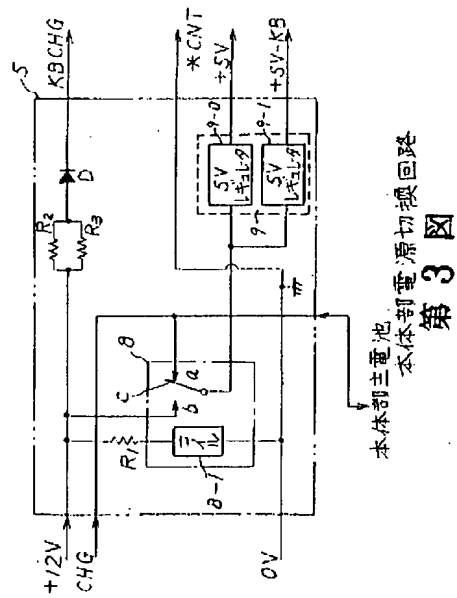 +12V
CHG
0V
R1
コイル
8-1
8
c
b
a
R2
R3
D
5
9
9-0
5V
レギュレータ
9-1
5V
レギュレータ
KBCHG
*CNT
+5V
+5V-KB
本体部主電池
本体部電源切換回路
第3図